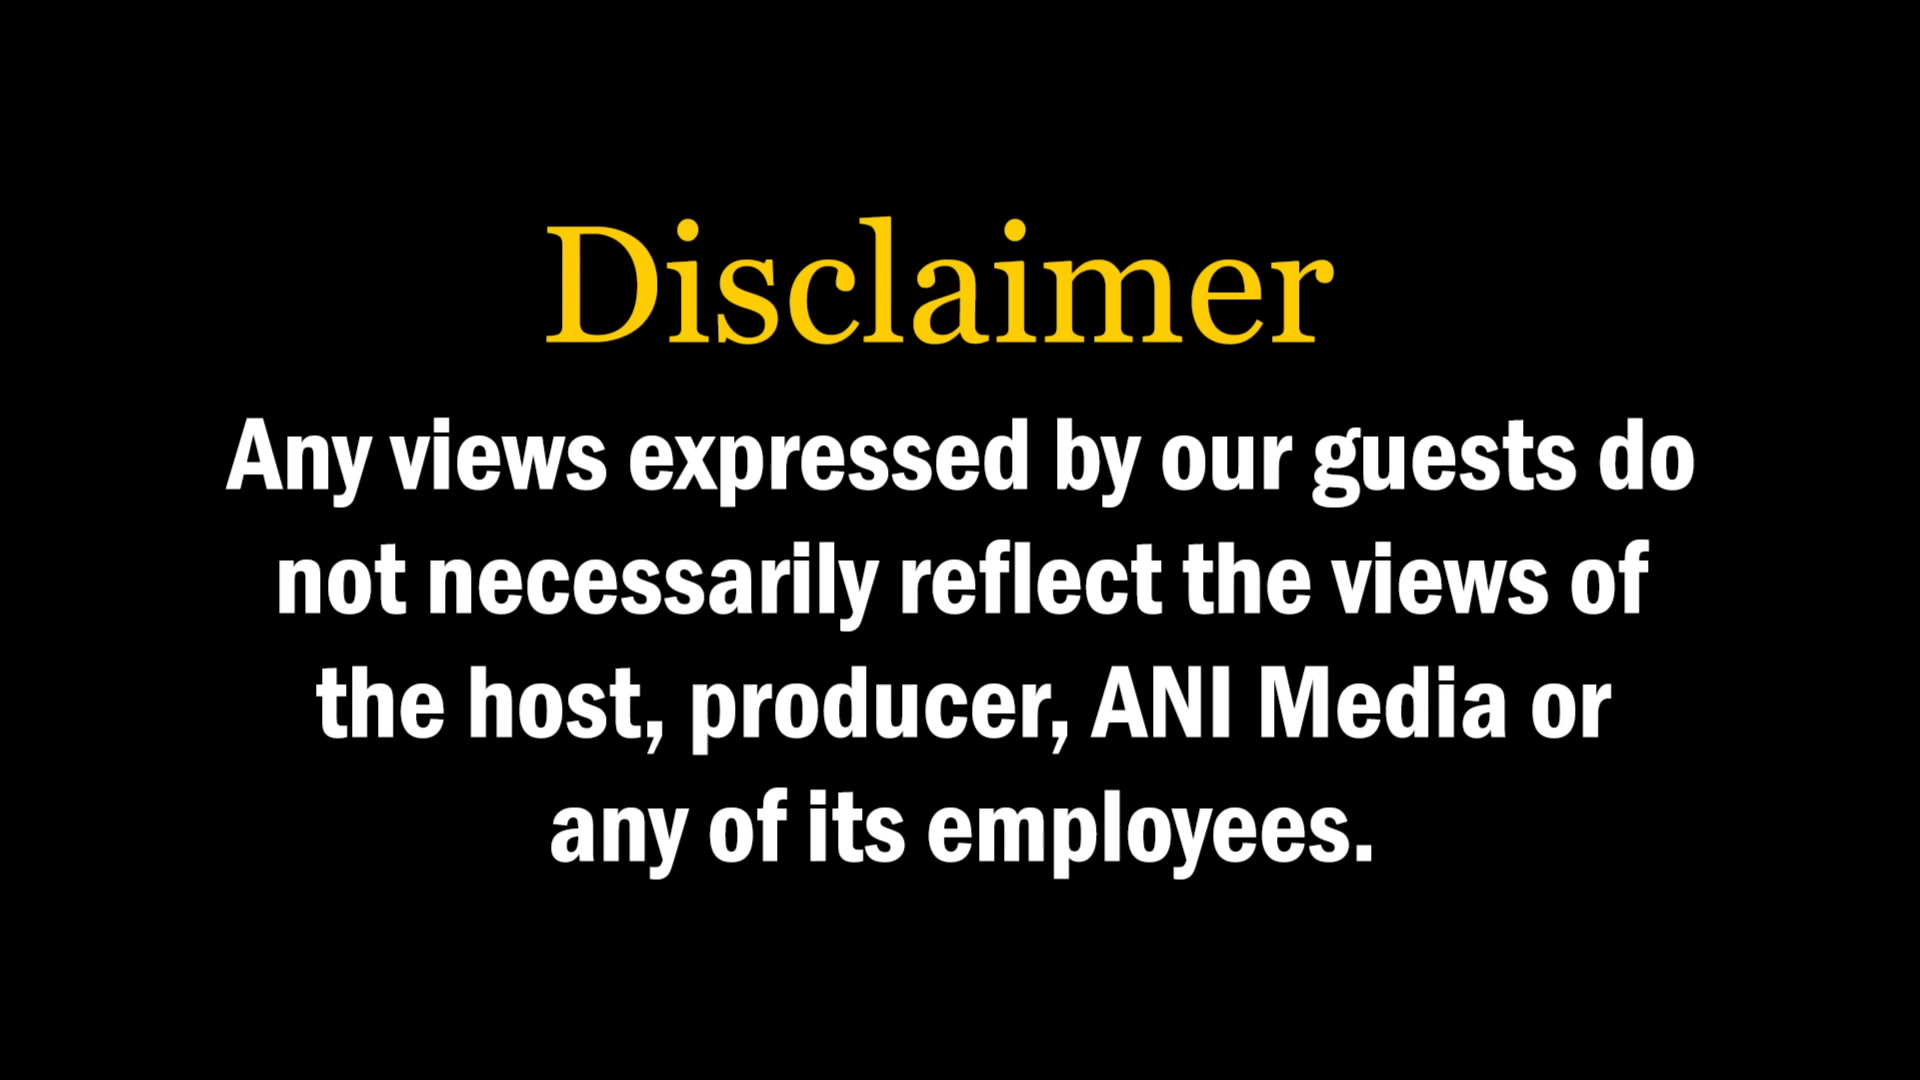 Disclaimer
Any views expressed by our guests do
not necessarily reflect the views of
the host, producer, ANI Media or
any of its employees.